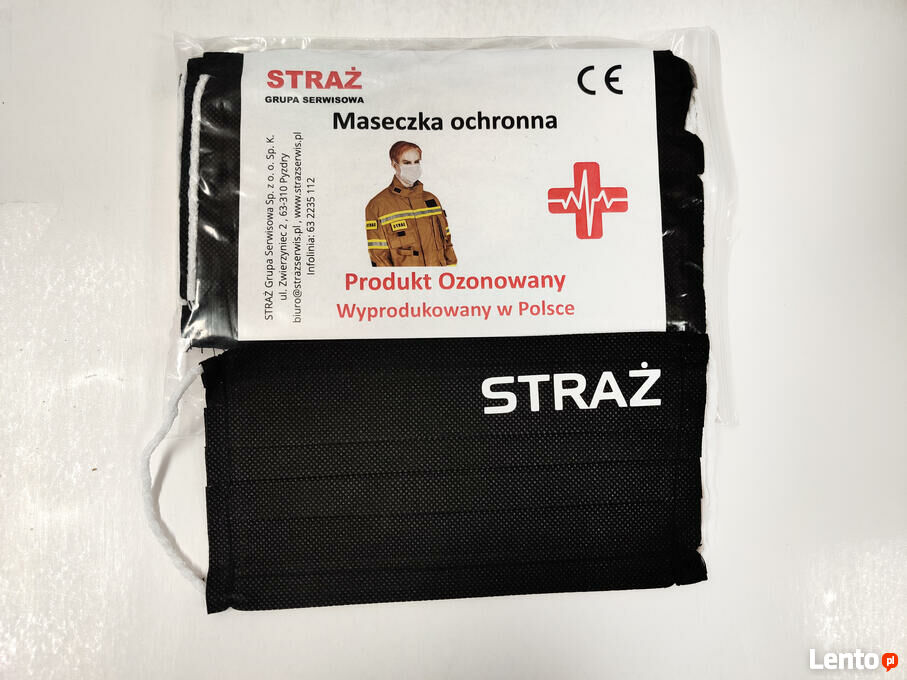 STRAŻ
GRUPA SERWISOWA
CE
Maseczka ochronna
STRAŻ Grupa Serwisowa Sp. z o. o. Sp. K.
ul. Zwierzyniec 2 , 63-310 Pyzdry
biuro@strazserwis.pl , www.strazserwis.pl
Infolinia: 63 2235 112
STRAŻ
Produkt Ozonowany
Wyprodukowany w Polsce
STRAŻ
Lento pl